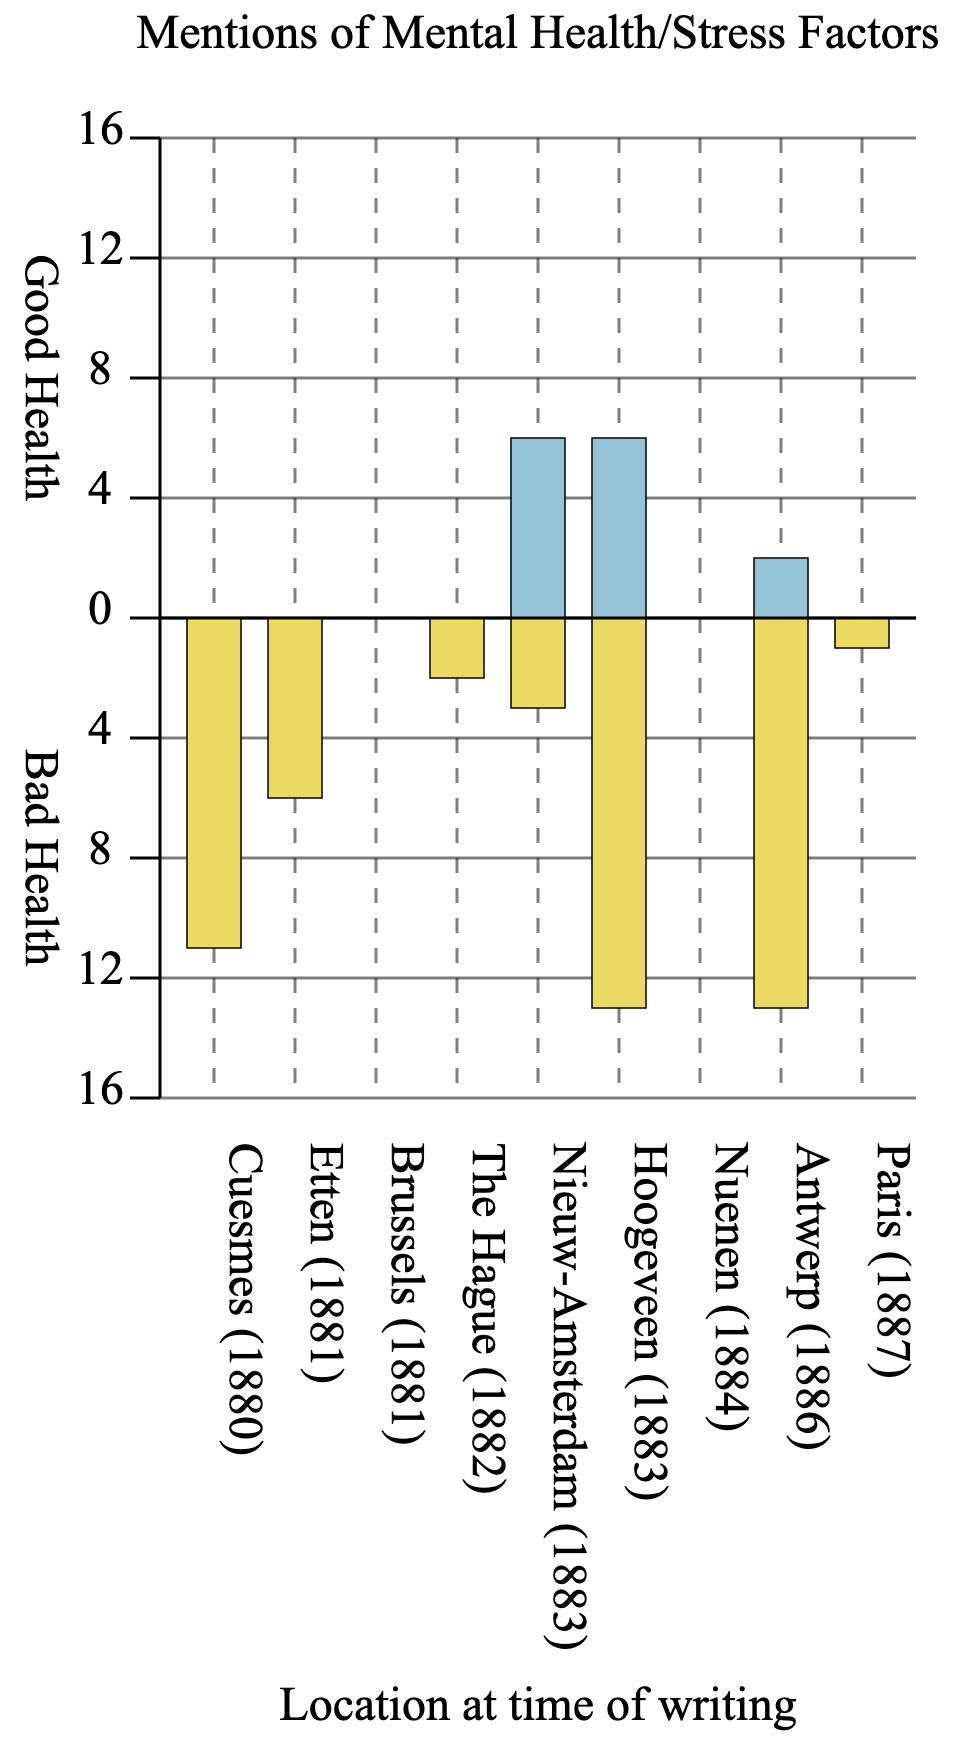 Mentions of Mental Health/Stress Factors
16
12
8
4
0
4
8
12
16
Good Health
Bad Health
Cuesmes (1880)
Etten (1881)
Brussels (1881)
The Hague (1882)
Nieuw-Amsterdam (1883)
Hoogeveen (1883)
Nuenen (1884)
Antwerp (1886)
Paris (1887)
Location at time of writing